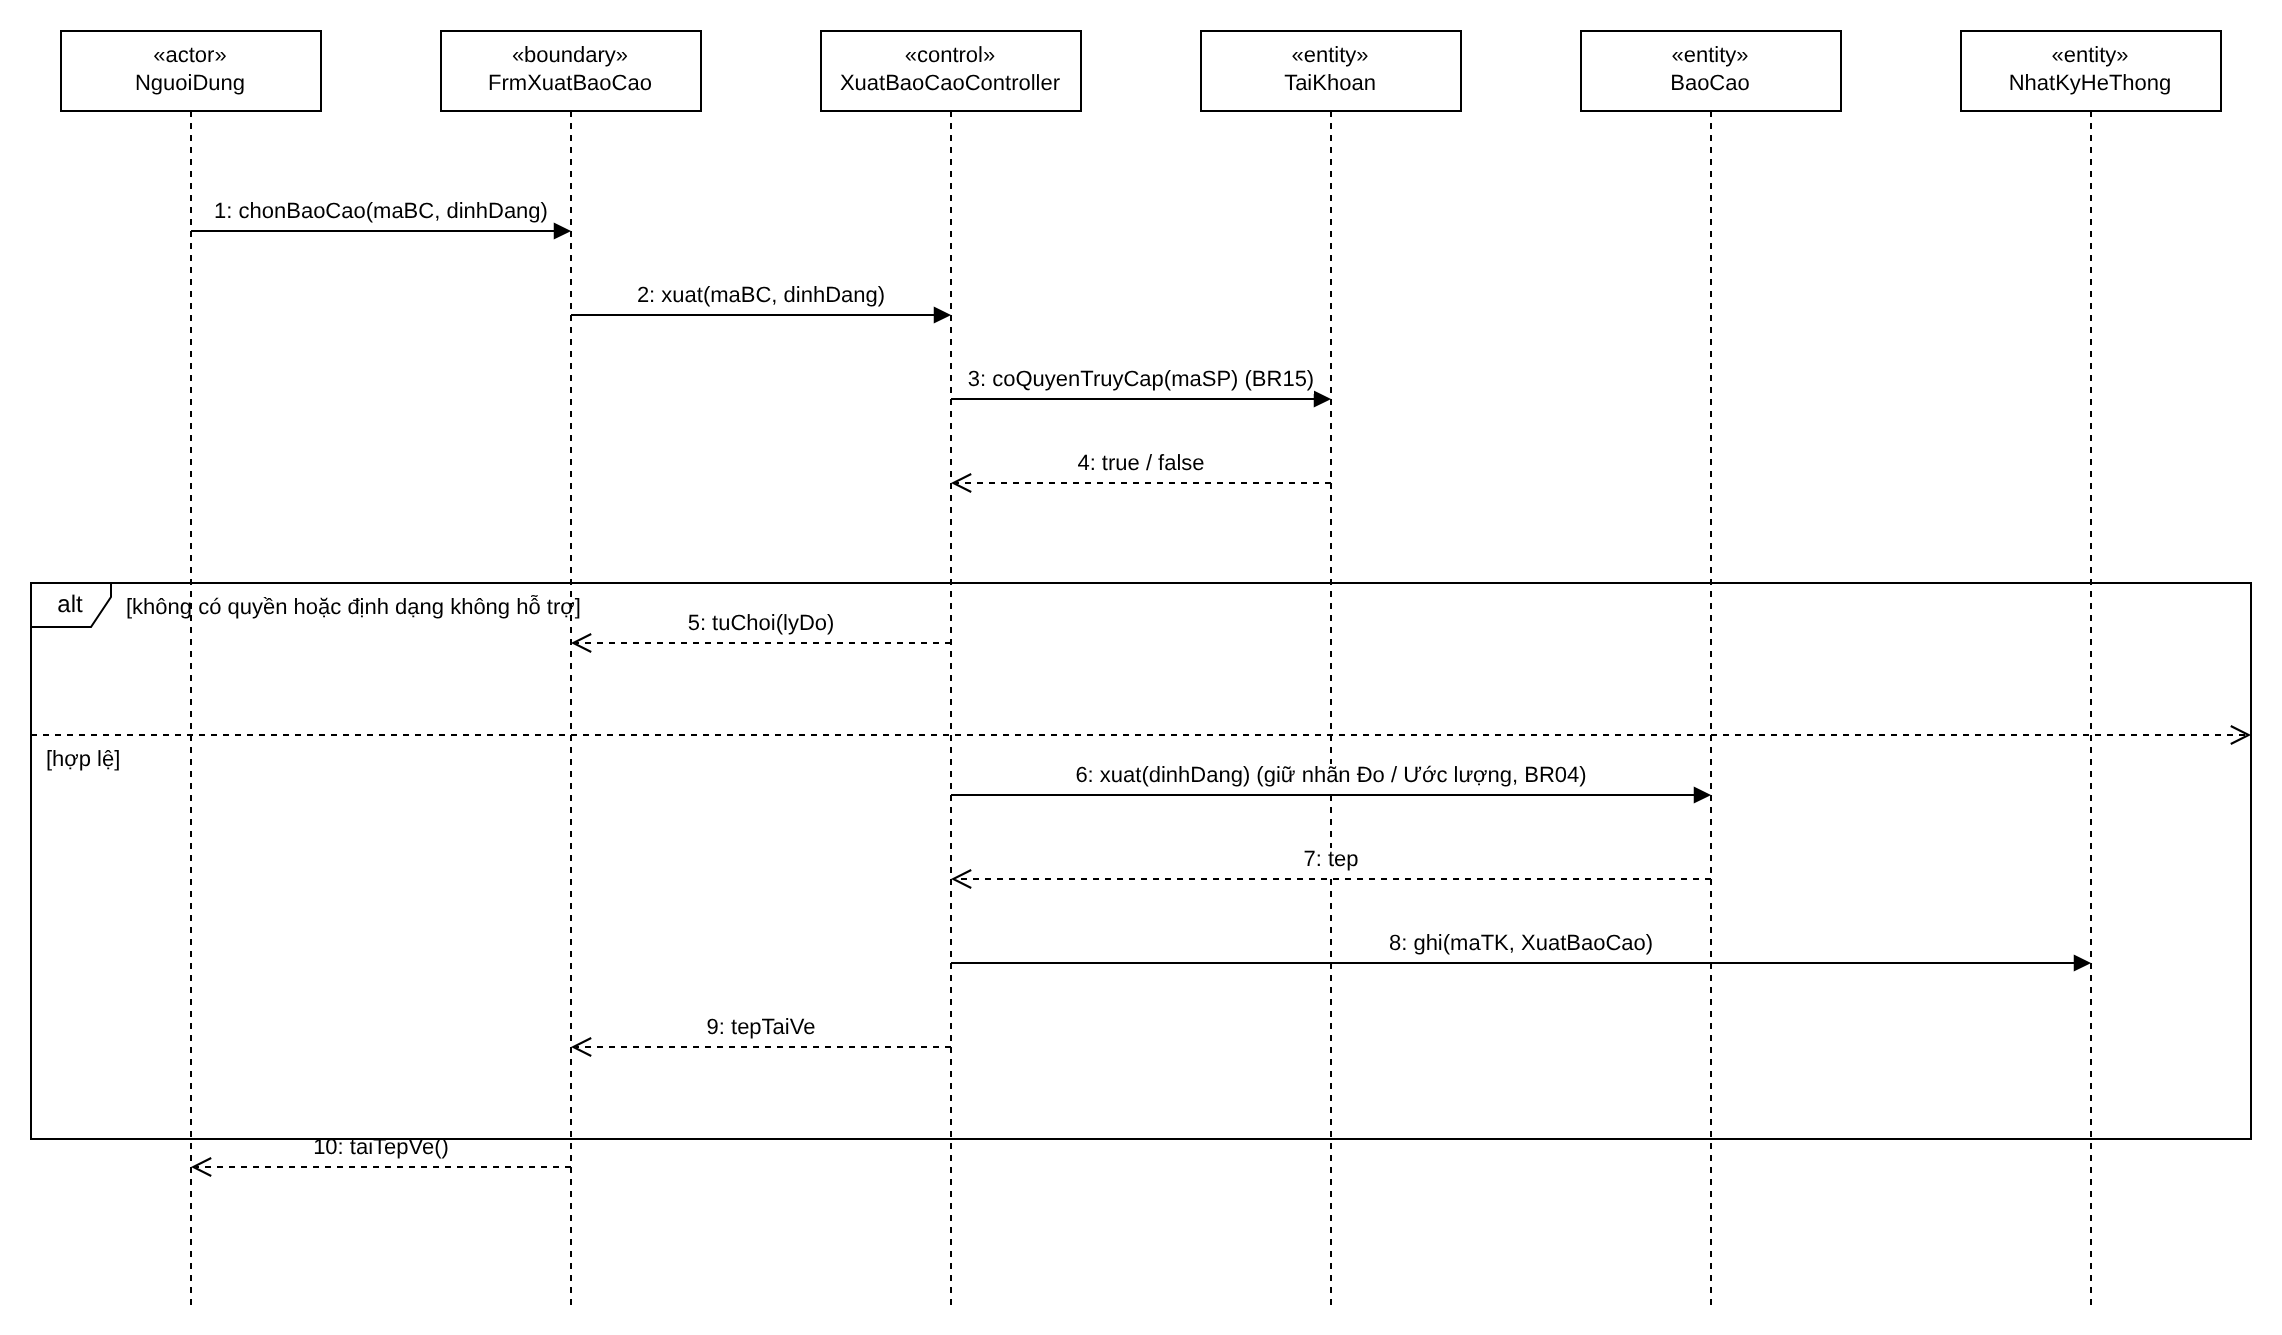 «actor»
NguoiDung
«boundary»
FrmXuatBaoCao
«control»
XuatBaoCaoController
«entity»
TaiKhoan
«entity»
BaoCao
«entity»
NhatKyHeThong
1: chonBaoCao(maBC, dinhDang)
2: xuat(maBC, dinhDang)
3: coQuyenTruyCap(maSP) (BR15)
4: true / false
alt
[không có quyền hoặc định dạng không hỗ trợ]
5: tuChoi(lyDo)
[hợp lệ]
6: xuat(dinhDang) (giữ nhãn Đo / Ước lượng, BR04)
7: tep
8: ghi(maTK, XuatBaoCao)
9: tepTaiVe
10: taiTepVe()